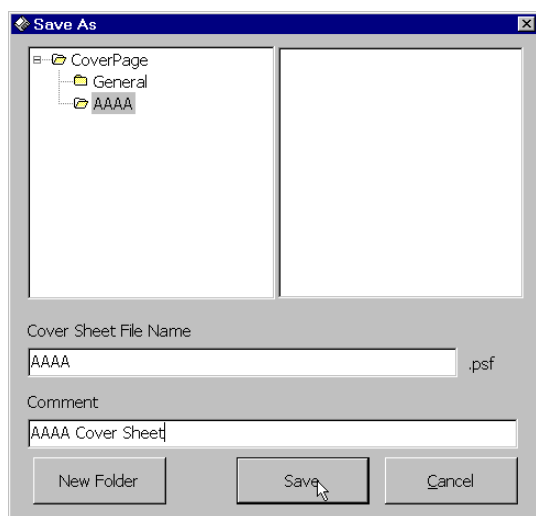 Save As
CoverPage
General
AAAA
Cover Sheet File Name
AAAA .psf
Comment
AAAA Cover Sheet
New Folder Save Cancel